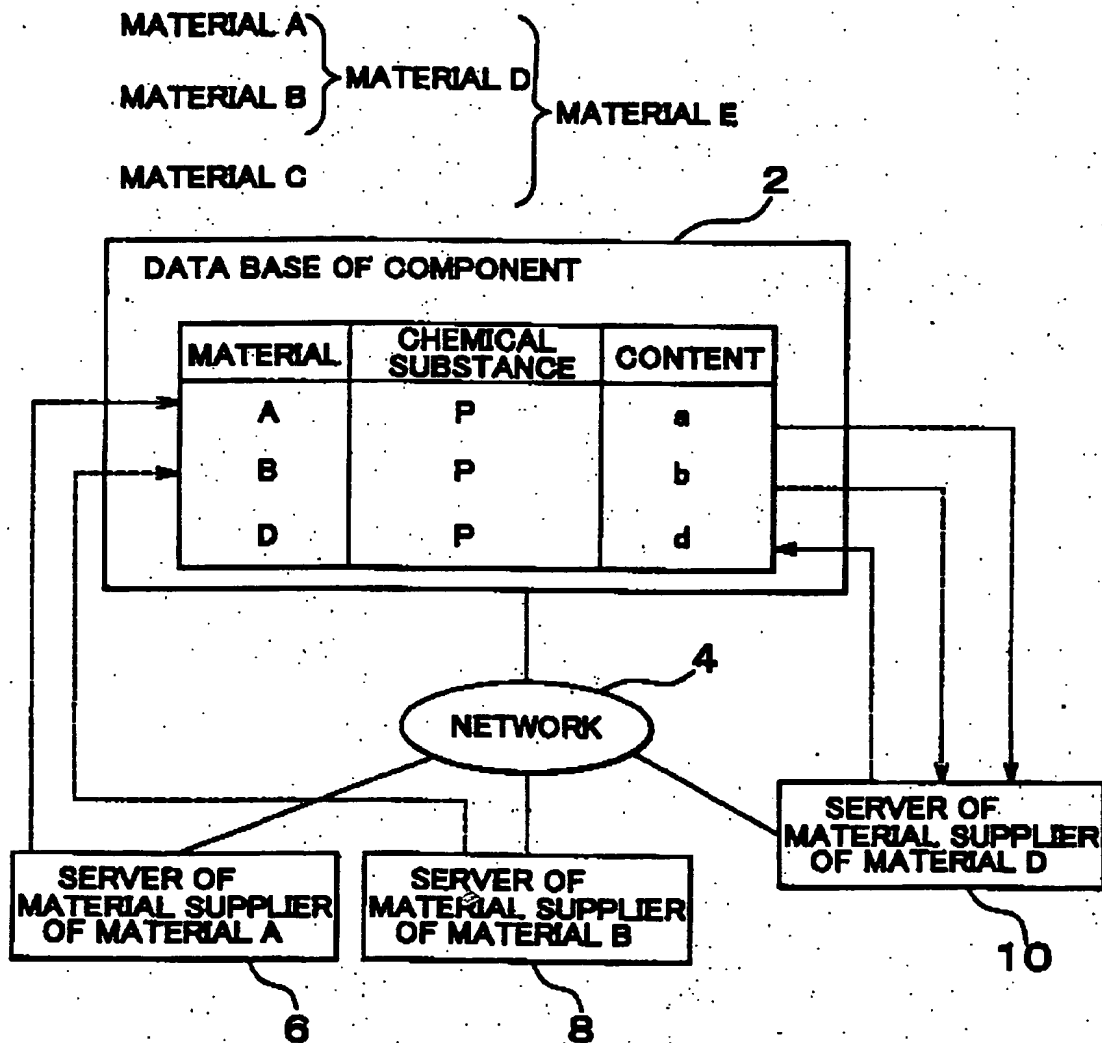 MATERIAL A
MATERIAL B
MATERIAL D
MATERIAL E
MATERIAL C
2
DATA BASE OF COMPONENT
MATERIAL
CHEMICAL
SUBSTANCE
CONTENT
A P a
B P b
D P d
4
NETWORK
SERVER OF
MATERIAL SUPPLIER
OF MATERIAL D
10
SERVER OF
MATERIAL SUPPLIER
OF MATERIAL A
6
SERVER OF
MATERIAL SUPPLIER
OF MATERIAL B
8